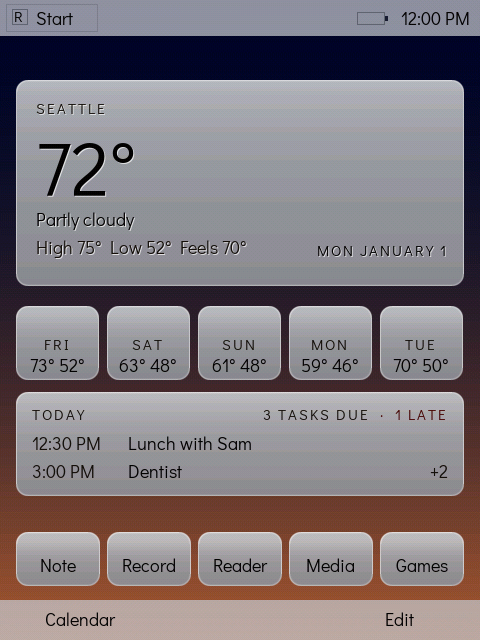 R Start 12:00 PM
SEATTLE
72°
Partly cloudy
High 75° Low 52° Feels 70°
MON JANUARY 1
FRI SAT SUN MON TUE
73° 52° 63° 48° 61° 48° 59° 46° 70° 50°
TODAY 3 TASKS DUE · 1 LATE
12:30 PM Lunch with Sam
3:00 PM Dentist +2
Note Record Reader Media Games
Calendar Edit